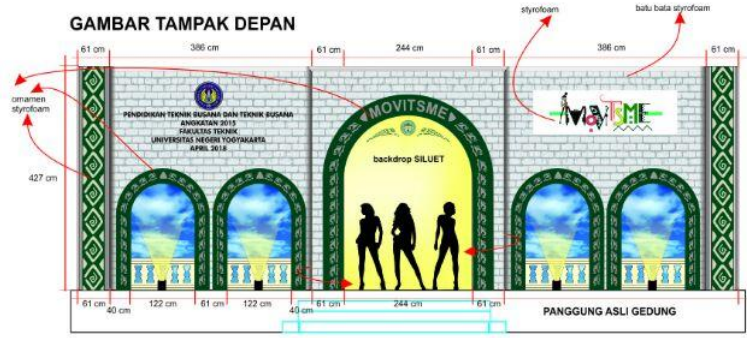 GAMBAR TAMPAK DEPAN
styrofoam
batu bata styrofoam
61 cm
386 cm
61 cm
244 cm
61 cm
386 cm
61 cm
ornamen
styrofoam
427 cm
PENDIDIKAN TEKNIK BUSANA DAN TEKNIK BUSANA
ANGKATAN 2015
FAKULTAS TEKNIK
UNIVERSITAS NEGERI YOGYAKARTA
APRIL 2018
MOVITSME
backdrop SILUET
MOVITSME
61 cm
40 cm
122 cm
61 cm
122 cm
40 cm
61 cm
244 cm
61 cm
PANGGUNG ASLI GEDUNG